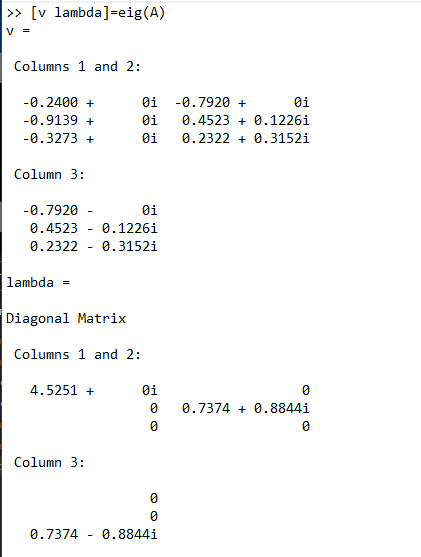 >> [v lambda]=eig(A)
v =
Columns 1 and 2:
-0.2400 + 0i -0.7920 + 0i
-0.9139 + 0i 0.4523 + 0.1226i
-0.3273 + 0i 0.2322 + 0.3152i
Column 3:
-0.7920 - 0i
0.4523 - 0.1226i
0.2322 - 0.3152i
lambda =
Diagonal Matrix
Columns 1 and 2:
4.5251 + 0i 0
0 0.7374 + 0.8844i
0 0
Column 3:
0
0
0.7374 - 0.8844i